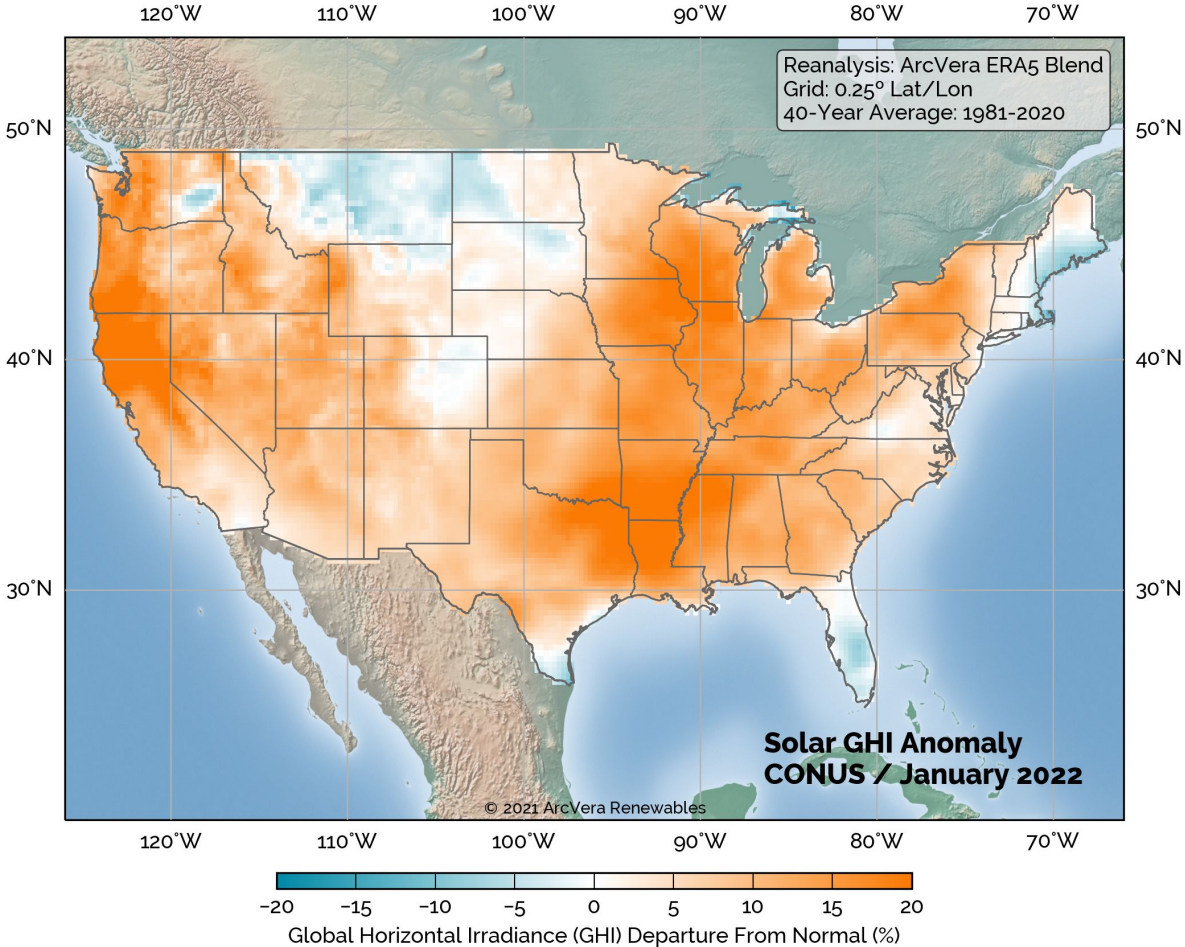 120°W 110°W 100°W 90°W 80°W 70°W
Reanalysis: ArcVera ERA5 Blend
Grid: 0.25º Lat/Lon
40-Year Average: 1981-2020
50°N 50°N
40°N 40°N
30°N 30°N
Solar GHI Anomaly
CONUS / January 2022
© 2021 ArcVera Renewables
120°W 110°W 100°W 90°W 80°W 70°W
−20 −15 −10 −5 0 5 10 15 20
Global Horizontal Irradiance (GHI) Departure From Normal (%)